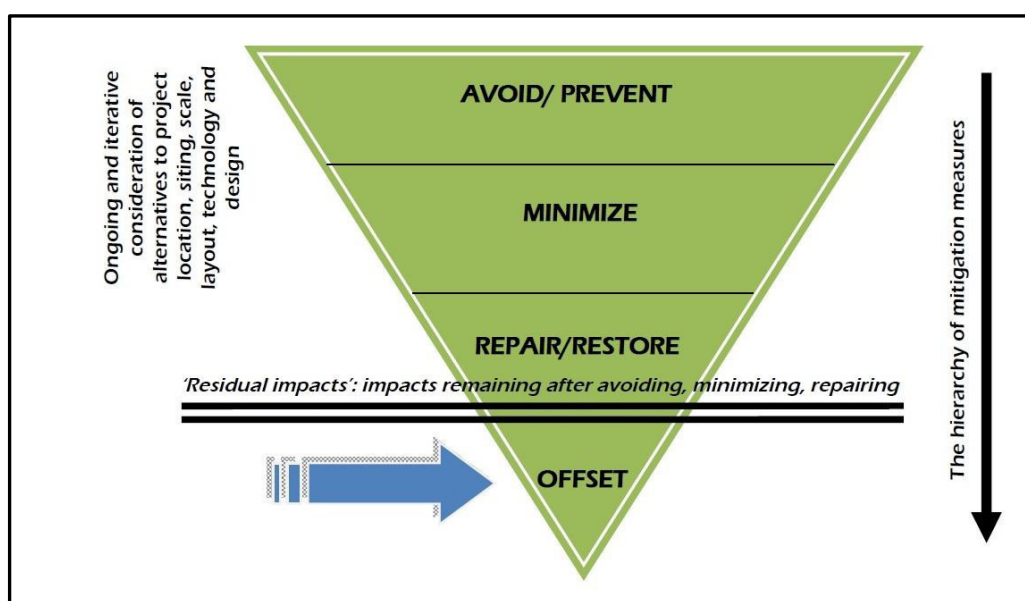 Ongoing and iterative
consideration of
alternatives to project
location, siting, scale,
layout, technology and
design
AVOID/ PREVENT
MINIMIZE
REPAIR/RESTORE
'Residual impacts': impacts remaining after avoiding, minimizing, repairing
OFFSET
The hierarchy of mitigation measures